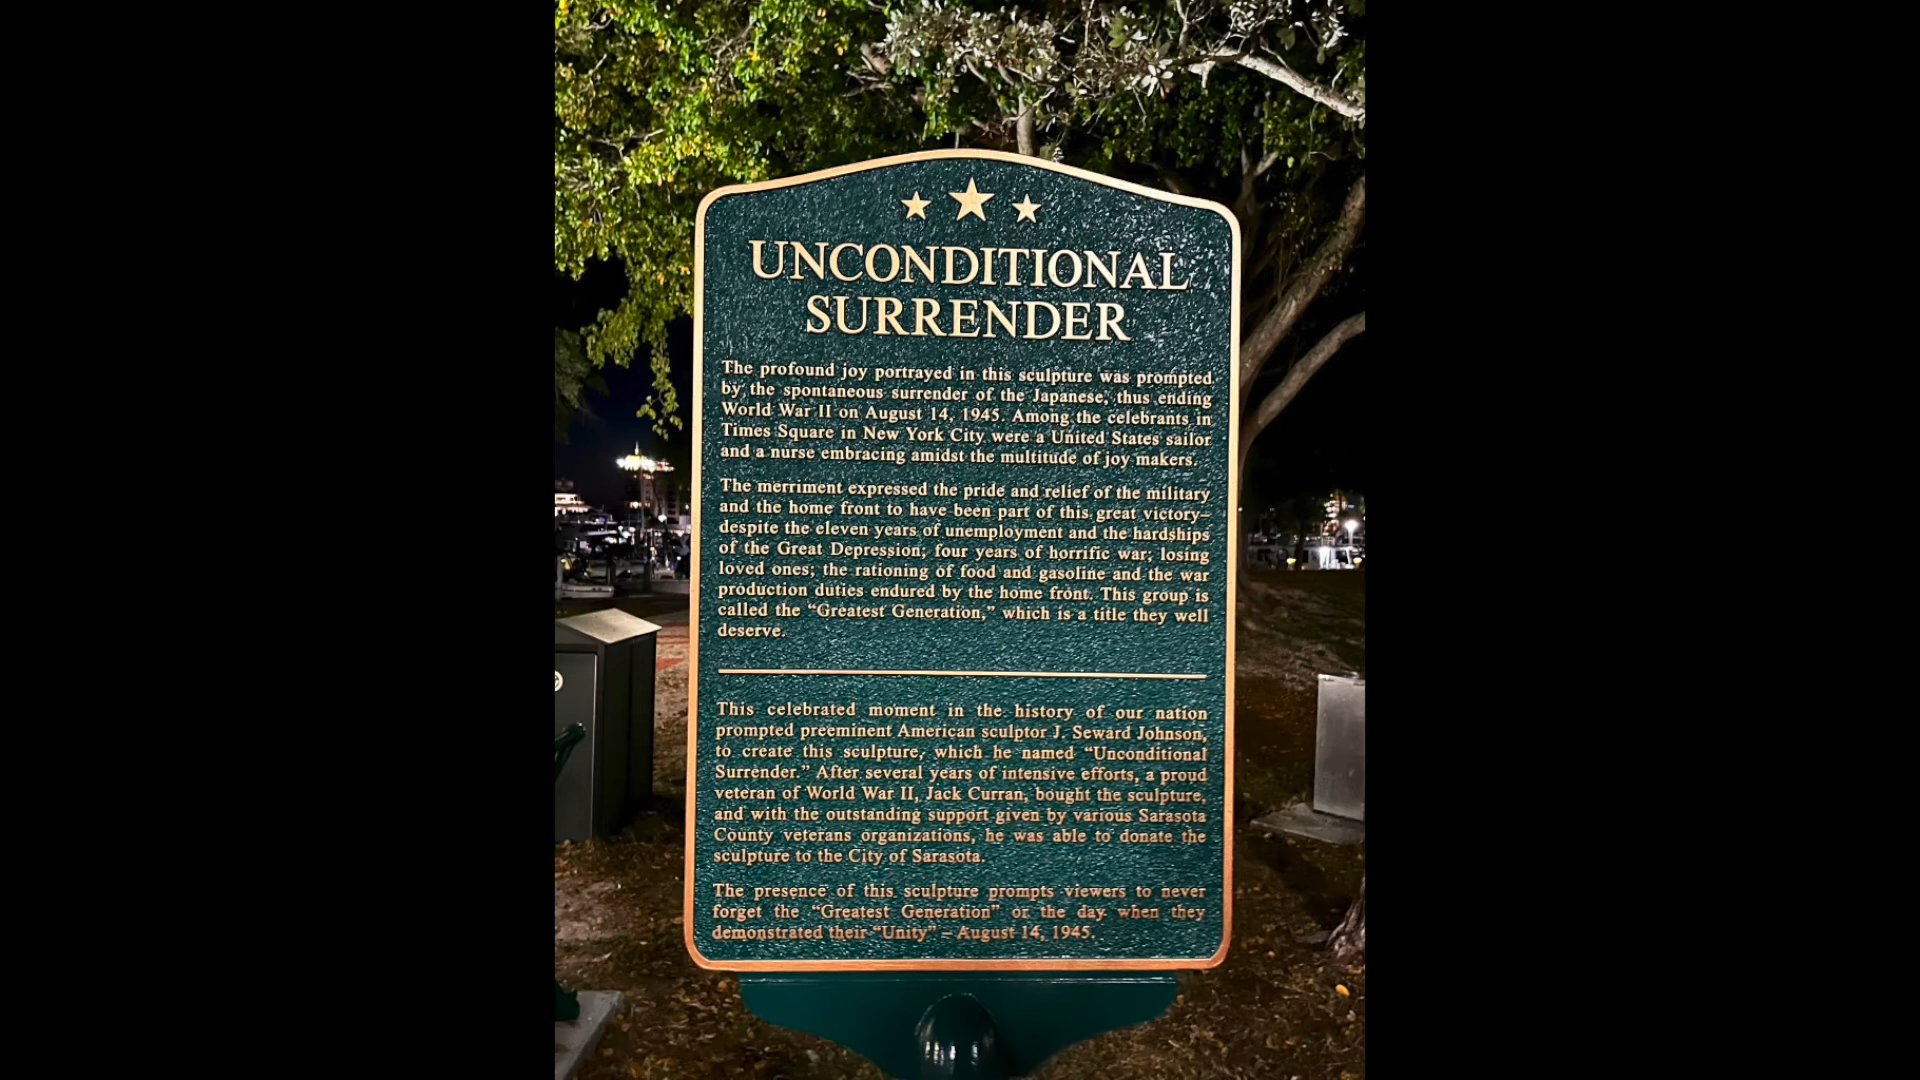 UNCONDITIONAL
SURRENDER
The profound joy portrayed in this sculpture was prompted
by the spontaneous surrender of the Japanese, thus ending
World War II on August 14, 1945. Among the celebrants in
Times Square in New York City were a United States sailor
and a nurse embracing amidst the multitude of joy makers.
The merriment expressed the pride and relief of the military
and the home front to have been part of this great victory–
despite the eleven years of unemployment and the hardships
of the Great Depression; four years of horrific war; losing
loved ones; the rationing of food and gasoline and the war
production duties endured by the home front. This group is
called the “Greatest Generation,” which is a title they well
deserve.
This celebrated moment in the history of our nation
prompted preeminent American sculptor J. Seward Johnson,
to create this sculpture, which he named “Unconditional
Surrender.” After several years of intensive efforts, a proud
veteran of World War II, Jack Curran, bought the sculpture,
and with the outstanding support given by various Sarasota
County veterans organizations, he was able to donate the
sculpture to the City of Sarasota.
The presence of this sculpture prompts viewers to never
forget the “Greatest Generation” or the day when they
demonstrated their “Unity” – August 14, 1945.